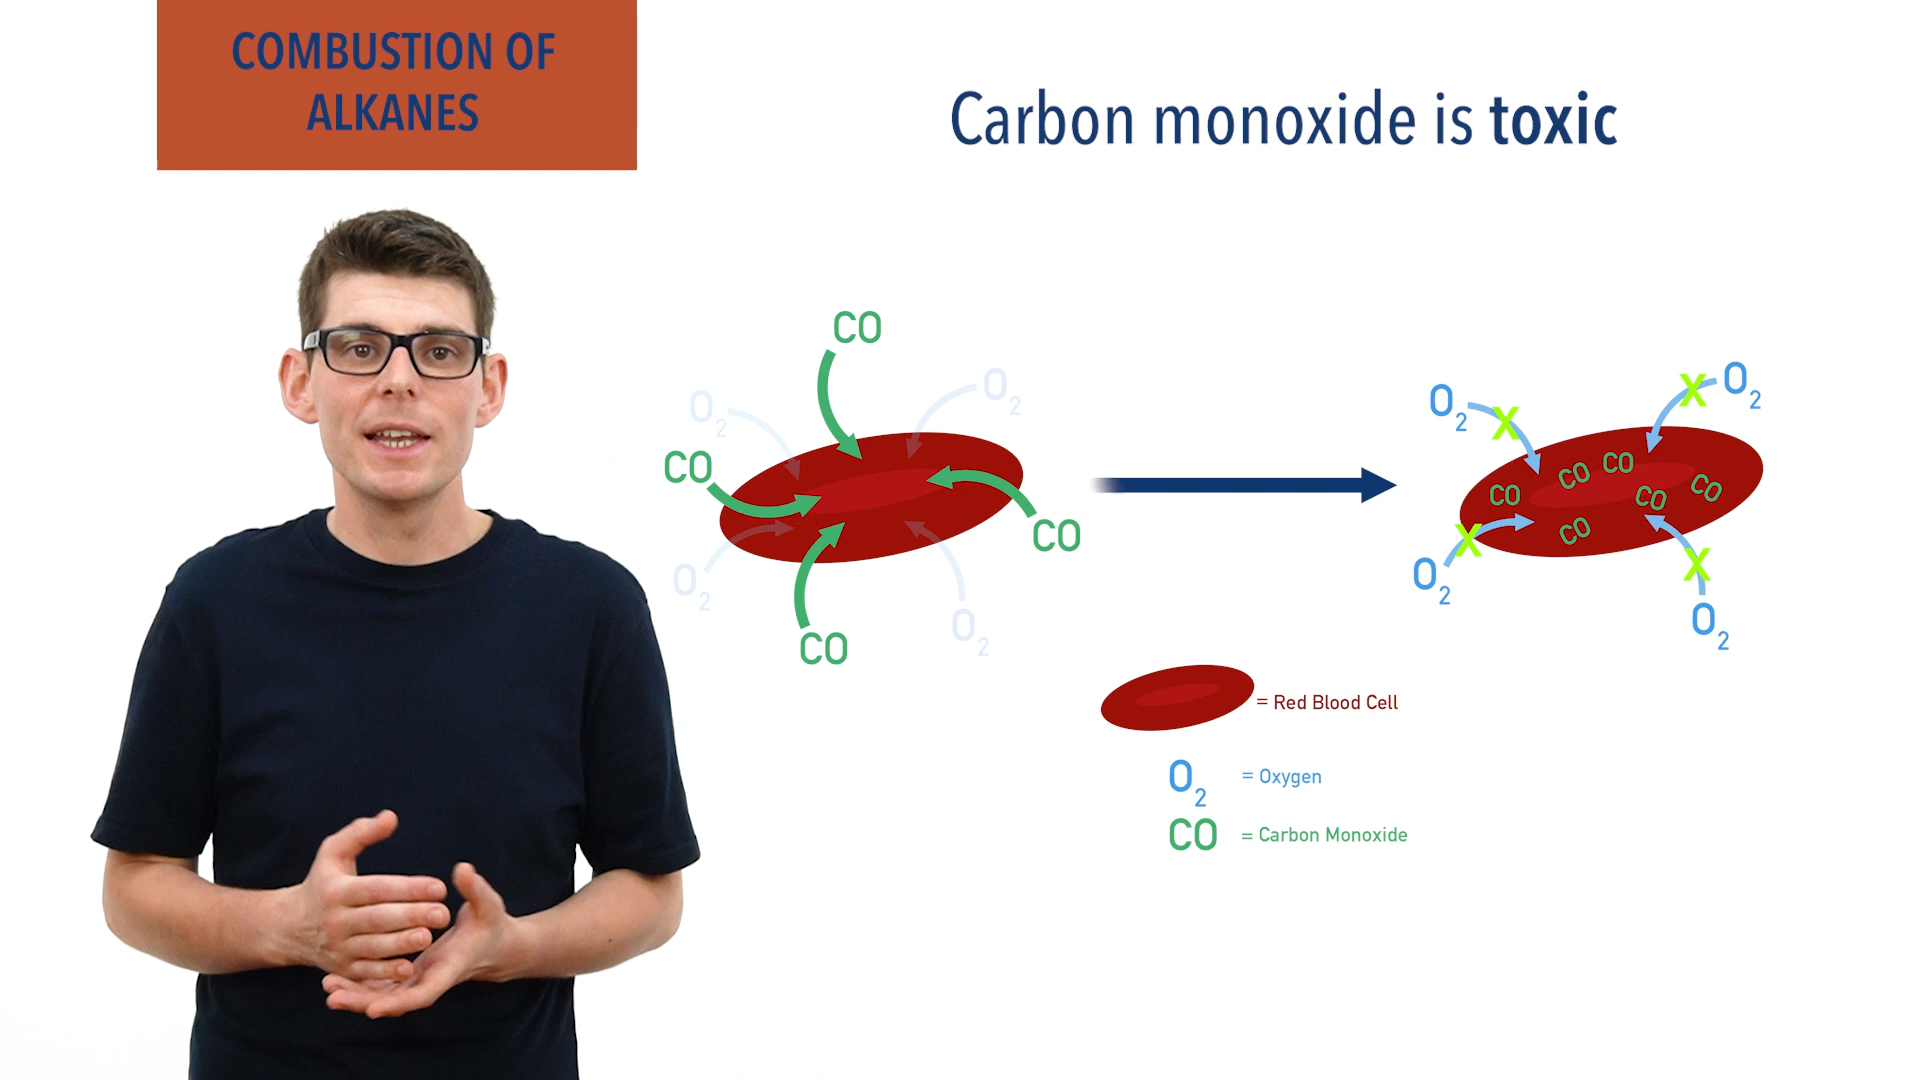 COMBUSTION OF
ALKANES
Carbon monoxide is toxic
CO
O2
O2
CO
CO
O2
O2
CO
O2
O2
CO
CO
CO
CO
CO
CO
O2
O2
= Red Blood Cell
O2 = Oxygen
CO = Carbon Monoxide